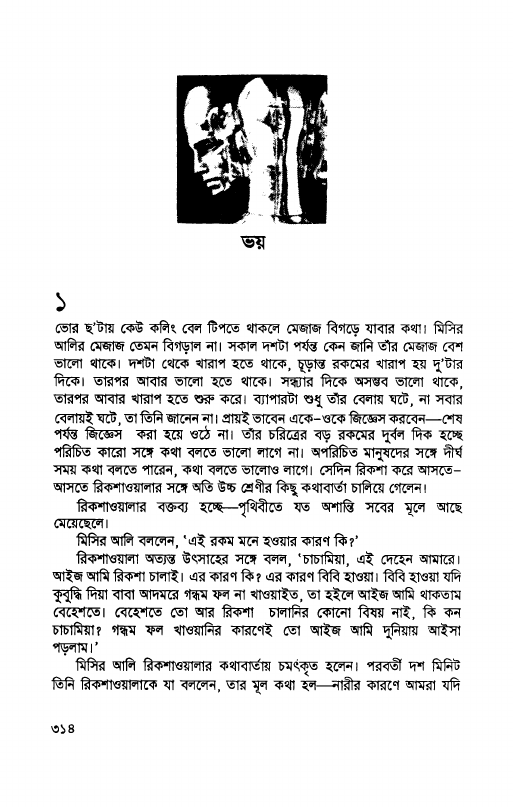 ভয়
১
ভোর ছ'টায় কেউ কলিং বেল টিপতে থাকলে মেজাজ বিগড়ে যাবার কথা। মিসির
আলির মেজাজ তেমন বিগড়াল না। সকাল দশটা পর্যন্ত কেন জানি তাঁর মেজাজ বেশ
ভালো থাকে। দশটা থেকে খারাপ হতে থাকে, চূড়ান্ত রকমের খারাপ হয় দু'টার
দিকে। তারপর আবার ভালো হতে থাকে। সন্ধ্যার দিকে অসম্ভব ভালো থাকে,
তারপর আবার খারাপ হতে শুরু করে। ব্যাপারটা শুধু তাঁর বেলায় ঘটে, না সবার
বেলায়ই ঘটে, তা তিনি জানেন না। প্রায়ই ভাবেন একে-ওকে জিজ্ঞেস করবেন—শেষ
পর্যন্ত জিজ্ঞেস করা হয়ে ওঠে না। তাঁর চরিত্রের বড় রকমের দুর্বল দিক হচ্ছে
পরিচিত কারো সঙ্গে কথা বলতে ভালো লাগে না। অপরিচিত মানুষদের সঙ্গে দীর্ঘ
সময় কথা বলতে পারেন, কথা বলতে ভালোও লাগে। সেদিন রিকশা করে আসতে-
আসতে রিকশাওয়ালার সঙ্গে অতি উচ্চ শ্রেণীর কিছু কথাবার্তা চালিয়ে গেলেন।
রিকশাওয়ালার বক্তব্য হচ্ছে—পৃথিবীতে যত অশান্তি সবের মূলে আছে
মেয়েছেলে।
মিসির আলি বললেন, 'এই রকম মনে হওয়ার কারণ কি?'
রিকশাওয়ালা অত্যন্ত উৎসাহের সঙ্গে বলল, 'চাচামিয়া, এই দেহেন আমারে।
আইজ আমি রিকশা চালাই। এর কারণ কি? এর কারণ বিবি হাওয়া। বিবি হাওয়া যদি
কুবুদ্ধি দিয়া বাবা আদমরে গন্ধম ফল না খাওয়াইত, তা হইলে আইজ আমি থাকতাম
বেহেশতে। বেহেশতে তো আর রিকশা চালানির কোনো বিষয় নাই, কি কন
চাচামিয়া? গন্ধম ফল খাওয়ানির কারণেই তো আইজ আমি দুনিয়ায় আইসা
পড়লাম।'
মিসির আলি রিকশাওয়ালার কথাবার্তায় চমৎকৃত হলেন। পরবর্তী দশ মিনিট
তিনি রিকশাওয়ালাকে যা বললেন, তার মূল কথা হল—নারীর কারণে আমরা যদি
৩১৪